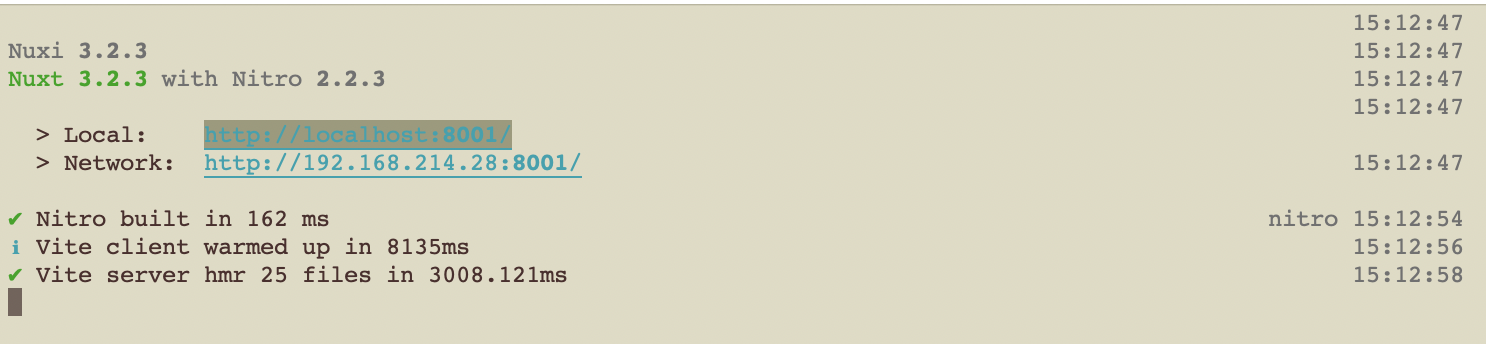 15:12:47
Nuxi 3.2.3 15:12:47
Nuxt 3.2.3 with Nitro 2.2.3 15:12:47
15:12:47
> Local: http://localhost:8001/
> Network: http://192.168.214.28:8001/ 15:12:47
✔ Nitro built in 162 ms nitro 15:12:54
ℹ Vite client warmed up in 8135ms 15:12:56
✔ Vite server hmr 25 files in 3008.121ms 15:12:58